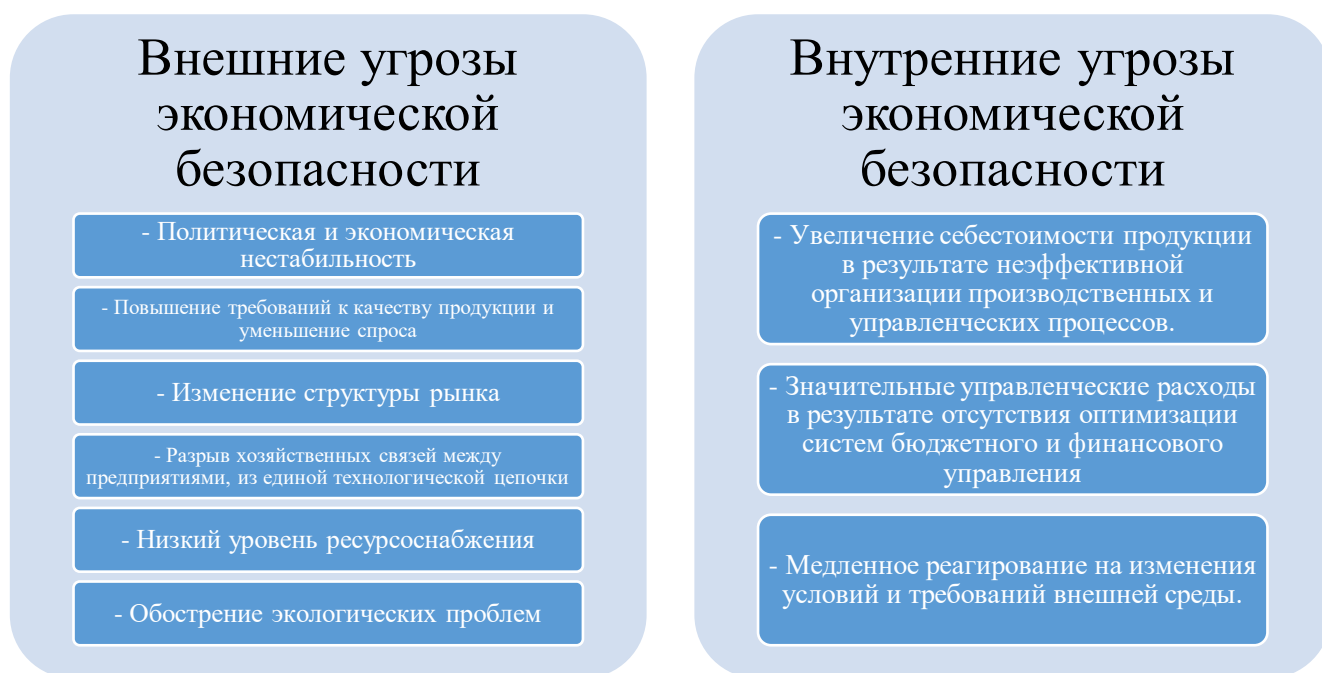 Внешние угрозы
экономической
безопасности
- Политическая и экономическая
нестабильность
- Повышение требований к качеству продукции и
уменьшение спроса
- Изменение структуры рынка
- Разрыв хозяйственных связей между
предприятиями, из единой технологической цепочки
- Низкий уровень ресурсоснабжения
- Обострение экологических проблем
Внутренние угрозы
экономической
безопасности
- Увеличение себестоимости продукции
в результате неэффективной
организации производственных и
управленческих процессов.
- Значительные управленческие расходы
в результате отсутствия оптимизации
систем бюджетного и финансового
управления
- Медленное реагирование на изменения
условий и требований внешней среды.